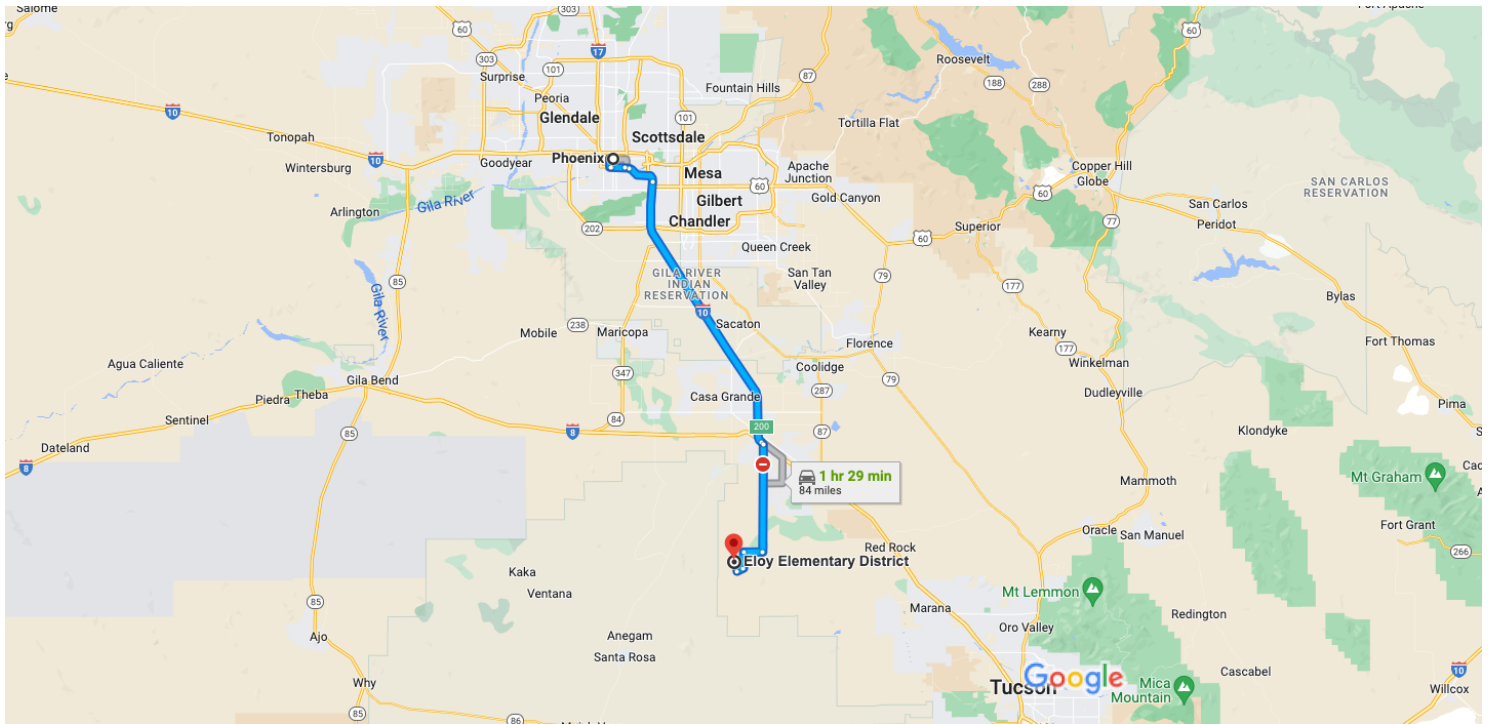 Salome
303
60
17
Roosevelt
60
303
101
Surprise
87
188
288
Peoria
Fountain Hills
10
Glendale
101
Tortilla Flat
Tonopah
Scottsdale
Phoenix
10
Goodyear
Wintersburg
Mesa
Apache
Junction
Copper Hill
Globe
60
60
SAN CARLOS
RESERVATION
Gila River
Gilbert
Gold Canyon
San Carlos
Arlington
Chandler
202
77
Peridot
Superior
60
Queen Creek
85
GILA RIVER
INDIAN
RESERVATION
San Tan
Valley
79
177
Bylas
Gila River
10
238
Sacaton
Mobile
Maricopa
Kearny
Florence
177
Fort Thomas
Agua Caliente
Winkelman
Coolidge
347
Gila Bend
79
Theba
Piedra
287
Dudleyville
Casa Grande
Pima
Sentinel
84
200
8
85
87
Klondyke
Dateland
8
1 hr 29 min
84 miles
Mt Graham
Mammoth
Fort Grant
Oracle
San Manuel
Red Rock
266
Eloy Elementary District
Kaka
Ventana
Mt Lemmon
85
Marana
Redington
Oro Valley
Ajo
Anegam
Santa Rosa
Cascabel
10
Google
Why
Tucson
Mica
Mountain
Willcox
85
86